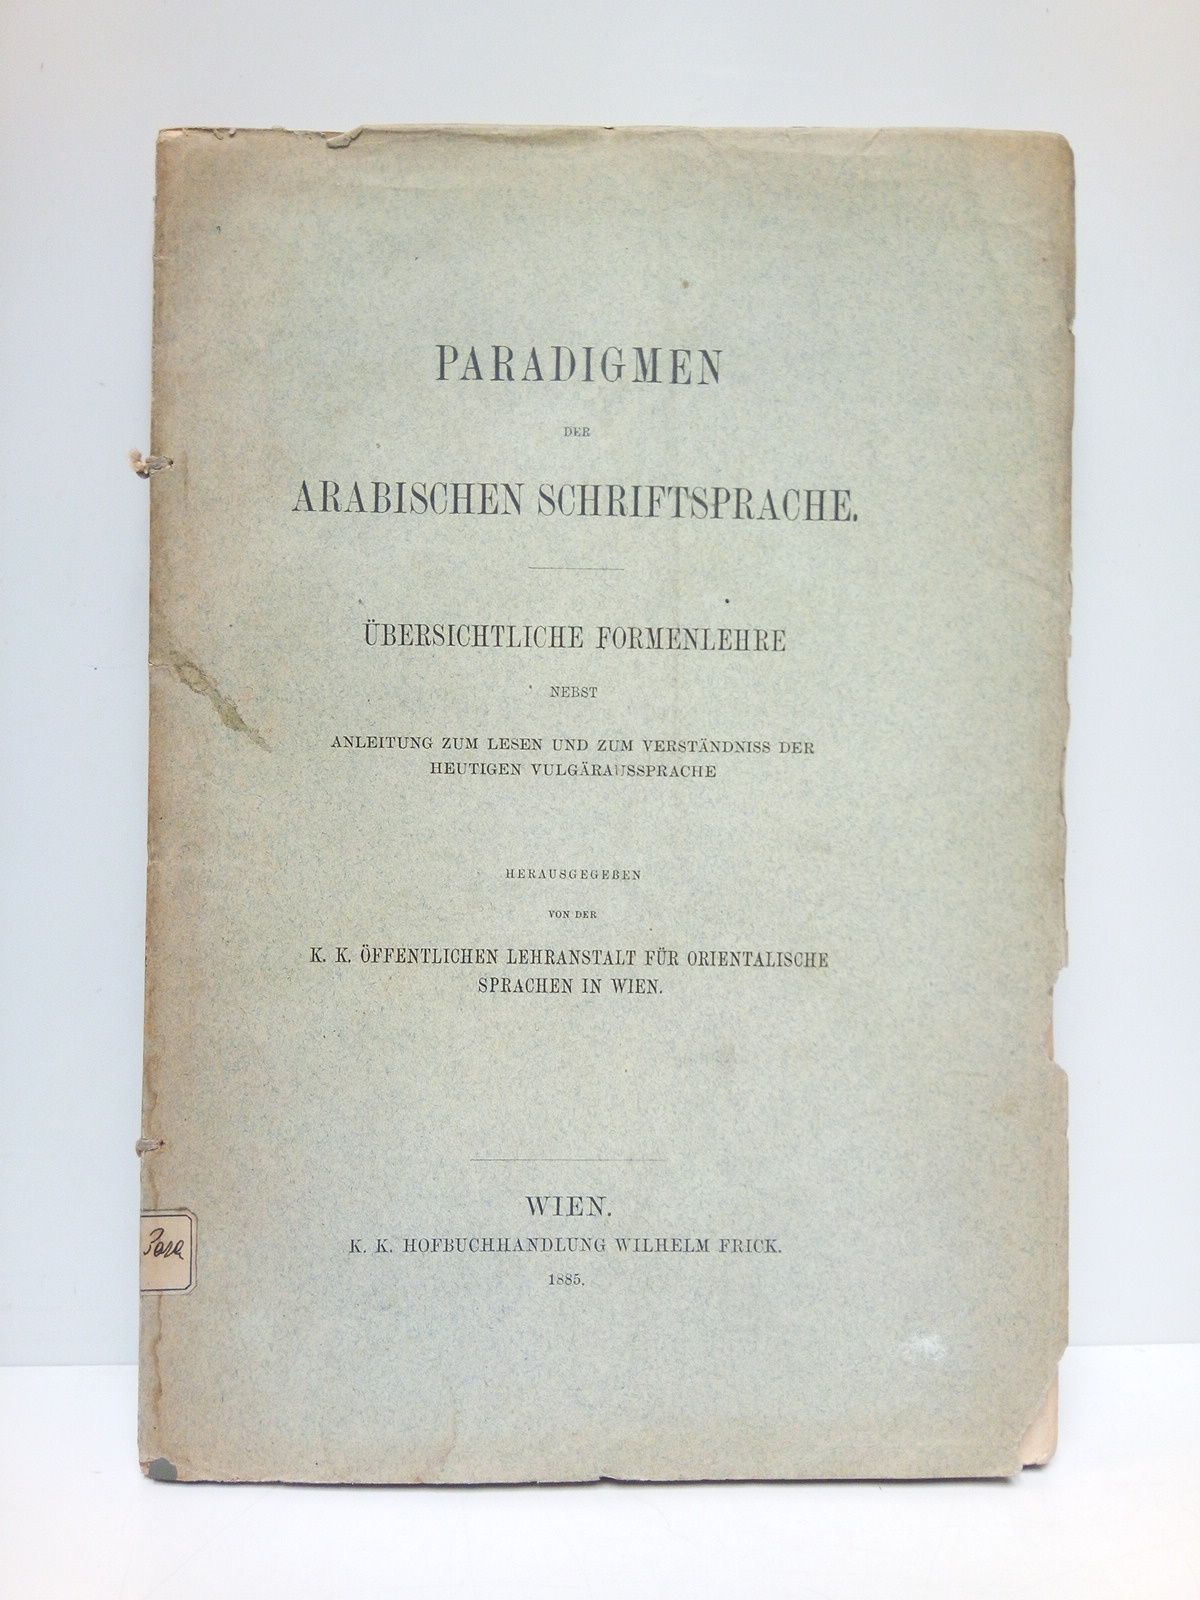 PARADIGMEN
DER
ARABISCHEN SCHRIFTSPRACHE.
ÜBERSICHTLICHE FORMENLEHRE
NEBST
ANLEITUNG ZUM LESEN UND ZUM VERSTÄNDNISS DER
HEUTIGEN VULGÄRAUSSPRACHE
HERAUSGEGEBEN
VON DER
K. K. ÖFFENTLICHEN LEHRANSTALT FÜR ORIENTALISCHE
SPRACHEN IN WIEN.
WIEN.
K. K. HOFBUCHHANDLUNG WILHELM FRICK.
1885.